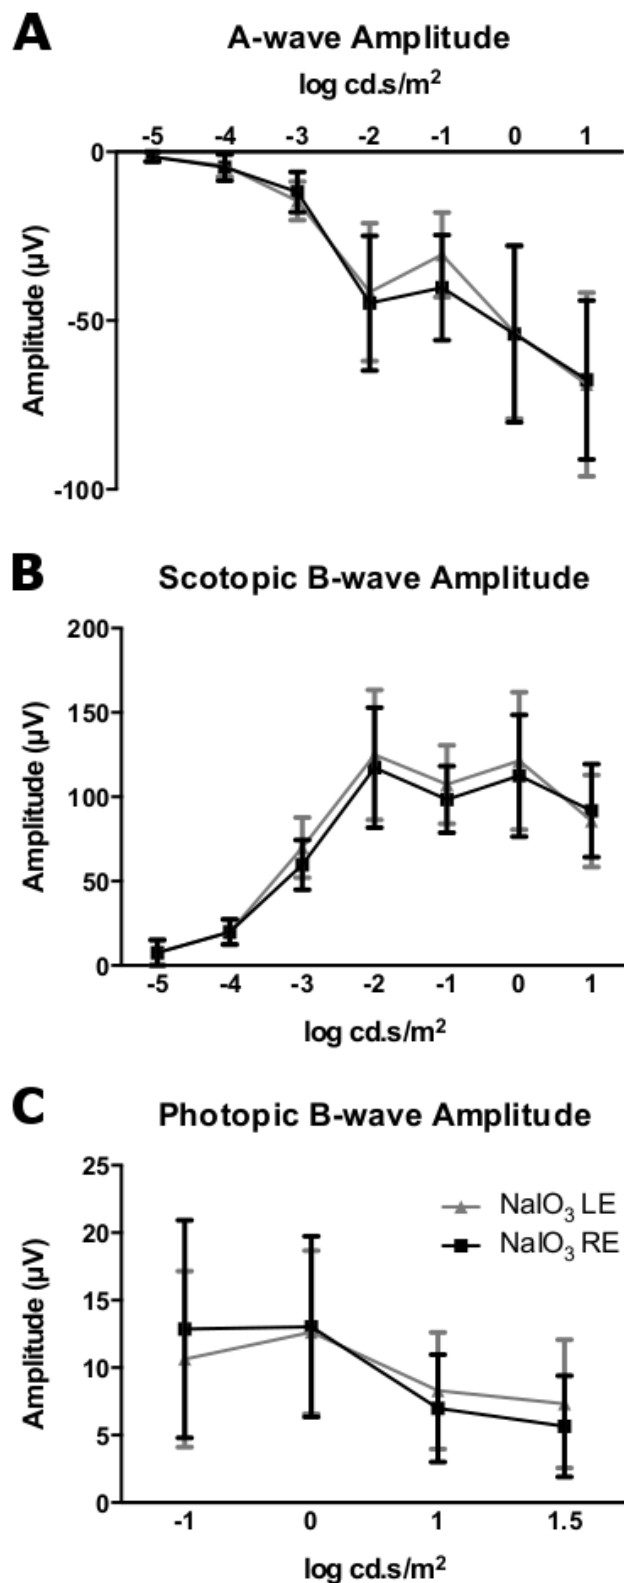 A
A-wave Amplitude
log cd.s/m²
-5 -4 -3 -2 -1 0 1
0
-50
-100
Amplitude (µV)
B
Scotopic B-wave Amplitude
200
150
100
50
0
Amplitude (µV)
-5 -4 -3 -2 -1 0 1
log cd.s/m²
C
Photopic B-wave Amplitude
25
20
15
10
5
0
Amplitude (µV)
NaIO₃ LE
NaIO₃ RE
-1 0 1 1.5
log cd.s/m²